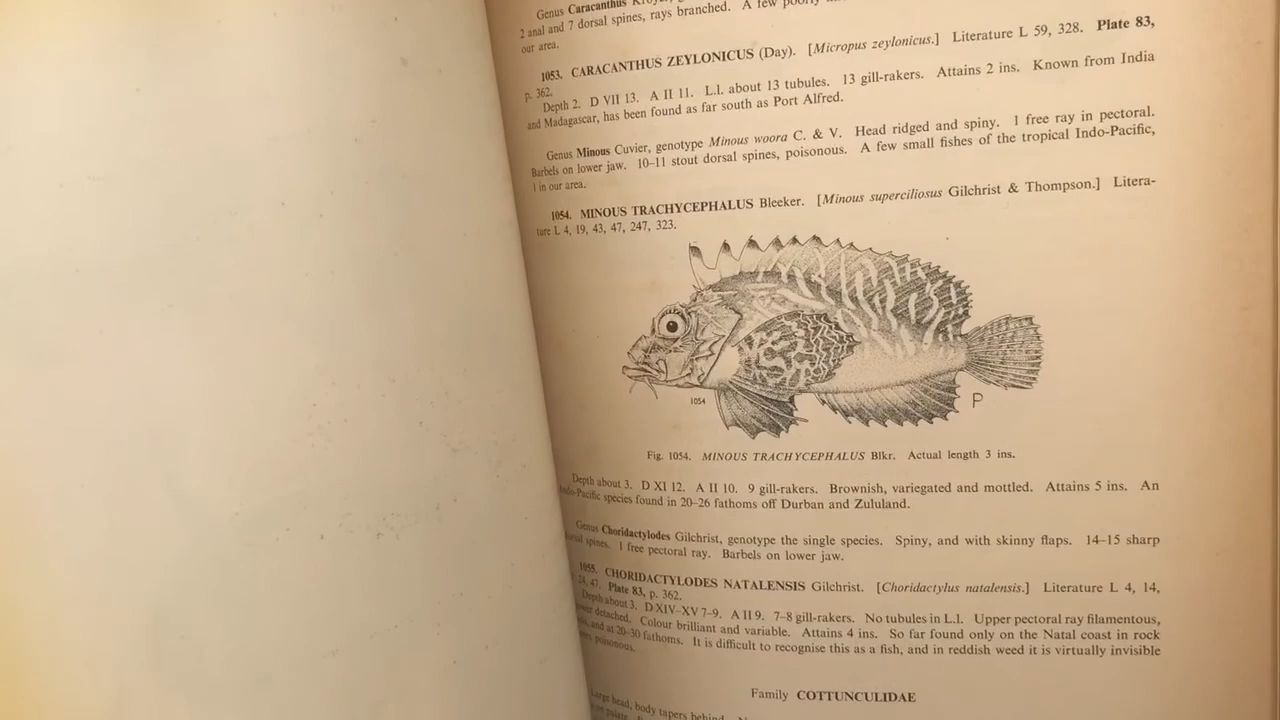 Genus Caracanthus
2 anal and 7 dorsal spines, rays branched. A few poorly
our area.
1053. CARACANTHUS ZEYLONICUS (Day). [Micropus zeylonicus.] Literature L 59, 328. Plate 83,
p. 362.
Depth 2. D VII 13. A II 11. L.l. about 13 tubules. 13 gill-rakers. Attains 2 ins. Known from India
and Madagascar, has been found as far south as Port Alfred.
Genus Minous Cuvier, genotype Minous woora C. & V. Head ridged and spiny. 1 free ray in pectoral.
Barbels on lower jaw. 10–11 stout dorsal spines, poisonous. A few small fishes of the tropical Indo-Pacific,
1 in our area.
1054. MINOUS TRACHYCEPHALUS Bleeker. [Minous superciliosus Gilchrist & Thompson.] Litera-
ture L 4, 19, 43, 47, 247, 323.
1054
P
Fig. 1054. MINOUS TRACHYCEPHALUS Blkr. Actual length 3 ins.
Depth about 3. D XI 12. A II 10. 9 gill-rakers. Brownish, variegated and mottled. Attains 5 ins. An
Indo-Pacific species found in 20–26 fathoms off Durban and Zululand.
Genus Choridactylodes Gilchrist, genotype the single species. Spiny, and with skinny flaps. 14–15 sharp
spines. 1 free pectoral ray. Barbels on lower jaw.
1055. CHORIDACTYLODES NATALENSIS Gilchrist. [Choridactylus natalensis.] Literature L 4, 14,
24, 47. Plate 83, p. 362.
Depth about 3. D XIV–XV 7–9. A II 9. 7–8 gill-rakers. No tubules in L.l. Upper pectoral ray filamentous,
detached. Colour brilliant and variable. Attains 4 ins. So far found only on the Natal coast in rock
and at 20–30 fathoms. It is difficult to recognise this as a fish, and in reddish weed it is virtually invisible
poisonous.
Family COTTUNCULIDAE
Large head, body tapers behind.